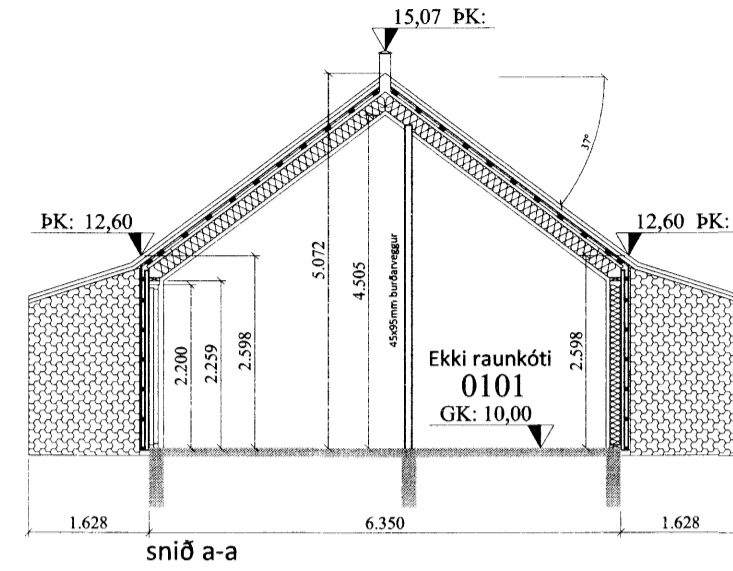 15,07 ÞK:
37°
ÞK: 12,60
12,60 ÞK:
5.072
4.505
45x95mm burðarveggur
2.200
2.259
2.598
2.598
Ekki raunkóti
0101
GK: 10,00
1.628
6.350
1.628
snið a-a